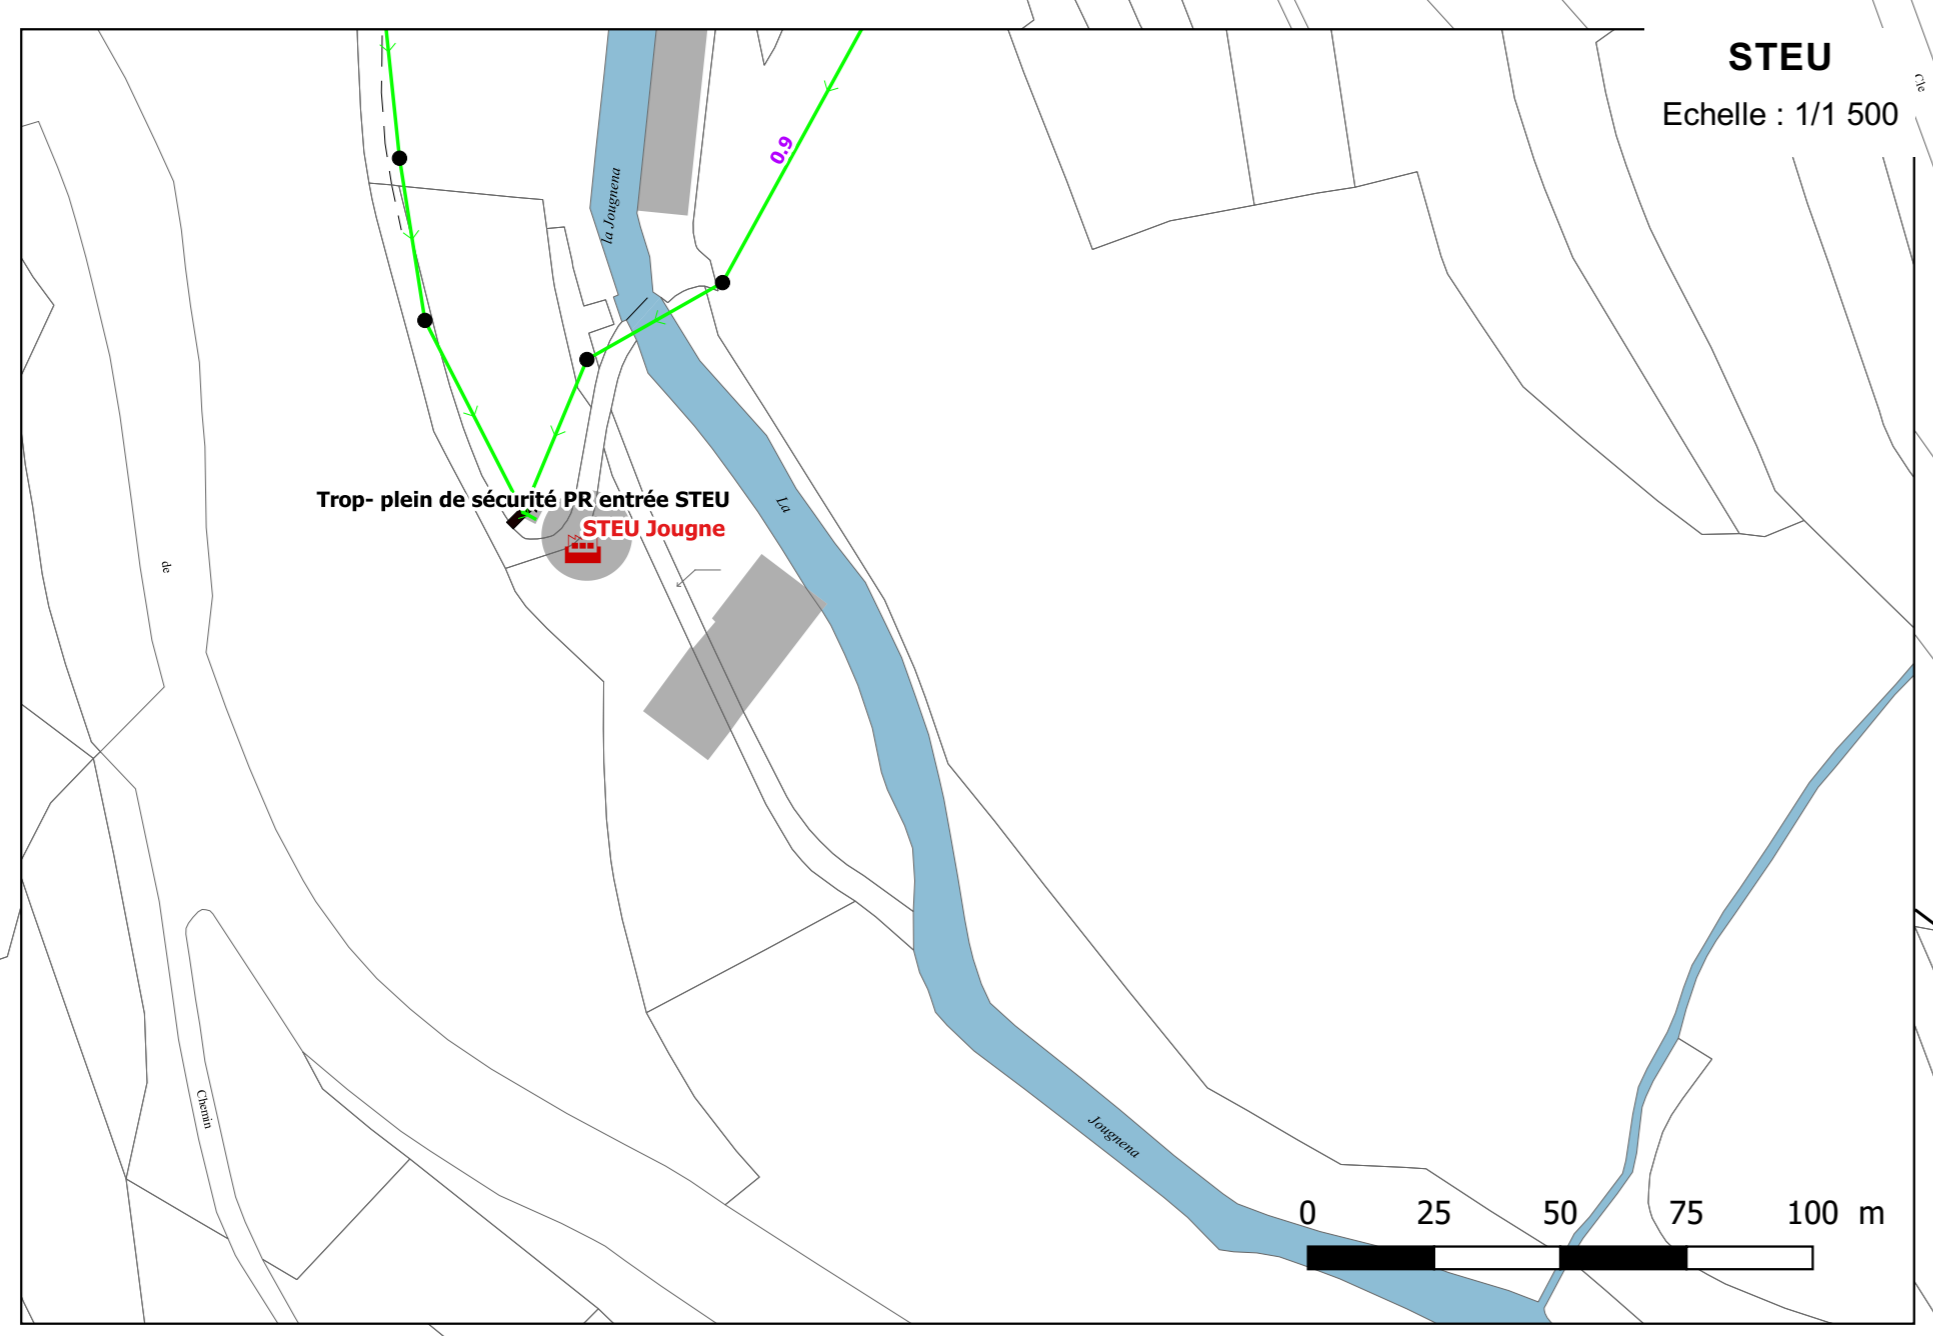 STEU
Echelle : 1/1 500
Cle
0.9
la Jougnena
La
Trop- plein de sécurité PR entrée STEU
STEU Jougne
de
Chemin
Jougnena
0 25 50 75 100 m